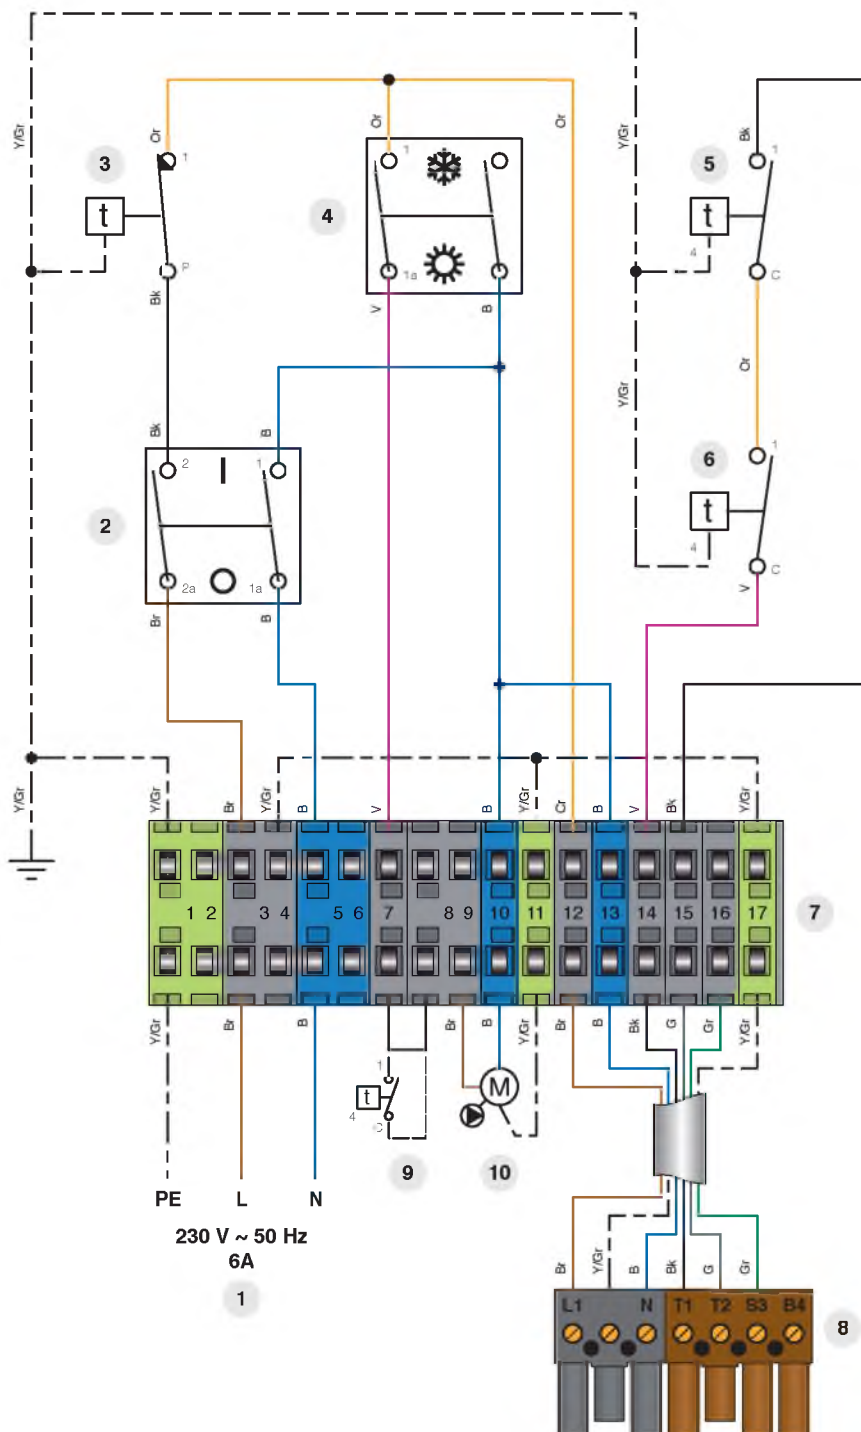 Or Or Or Bk
Y/Gr Y/Gr
3 1 1 5 1
t 4 t
4
P 1a C
Bk V B
Or
Y/Gr
Bk B 6 1
2 I 1 t
2
4
2a O 1a C
Br B V
Y/Gr Y/Gr Br Y/Gr B V B Y/Gr Cr B V Bk Y/Gr
1 2 3 4 5 6 7 8 9 10 11 12 13 14 15 16 17 7
Y/Gr Br B Br B Y/Gr Br B Bk G Gr Y/Gr
1
t M
4
C
PE L N 9 10
230 V ~ 50 Hz
6A
1
Br Y/Gr B Bk G Gr
L1 N T1 T2 S3 B4
8